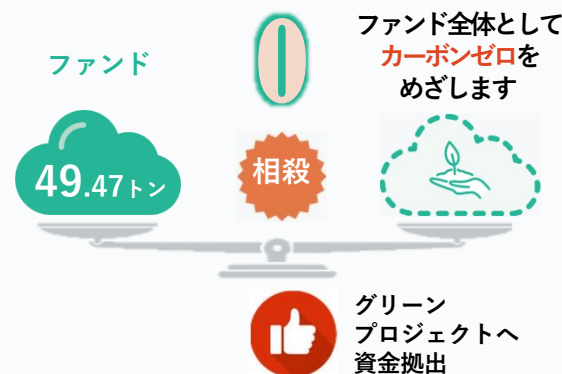 ファンド
ファンド全体として
カーボンゼロを
めざします
49.47トン
相殺
グリーン
プロジェクトへ
資金拠出